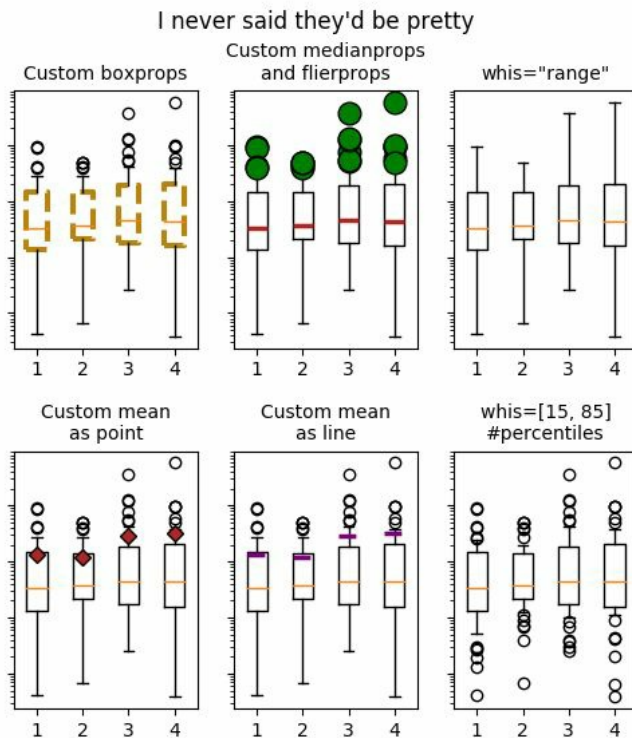 I never said they'd be pretty
Custom boxprops
Custom medianprops
and flierprops
whis="range"
1 2 3 4
1 2 3 4
1 2 3 4
Custom mean
as point
Custom mean
as line
whis=[15, 85]
#percentiles
1 2 3 4
1 2 3 4
1 2 3 4